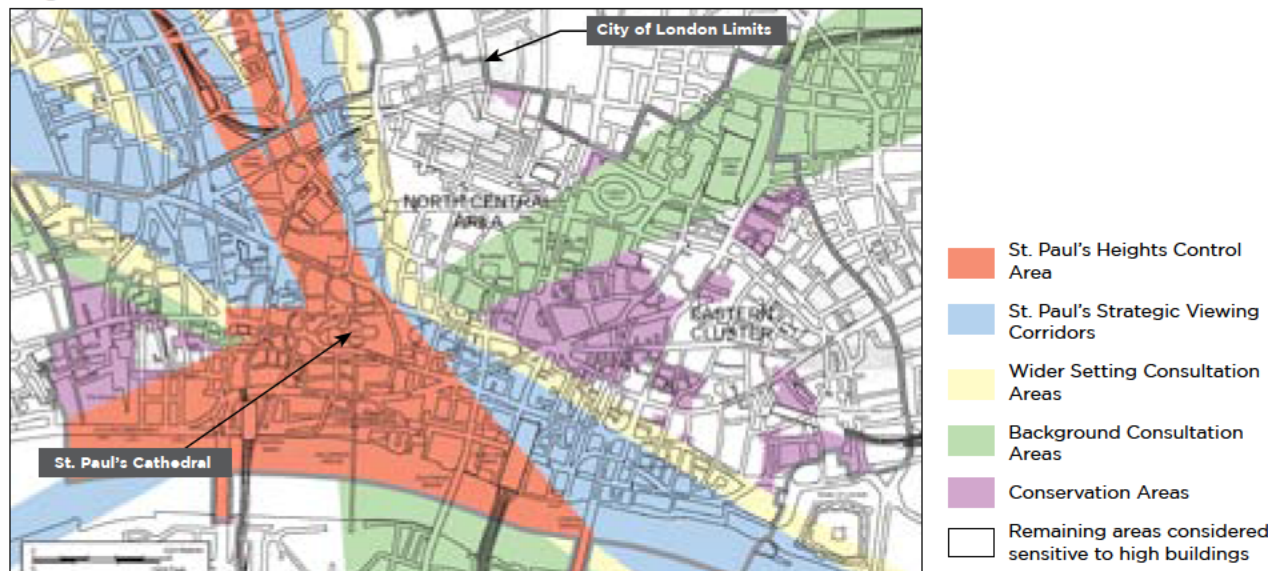 City of London Limits
NORTH CENTRAL
AREA
EASTERN
CLUSTER
St. Paul's Cathedral
St. Paul's Heights Control
Area
St. Paul's Strategic Viewing
Corridors
Wider Setting Consultation
Areas
Background Consultation
Areas
Conservation Areas
Remaining areas considered
sensitive to high buildings